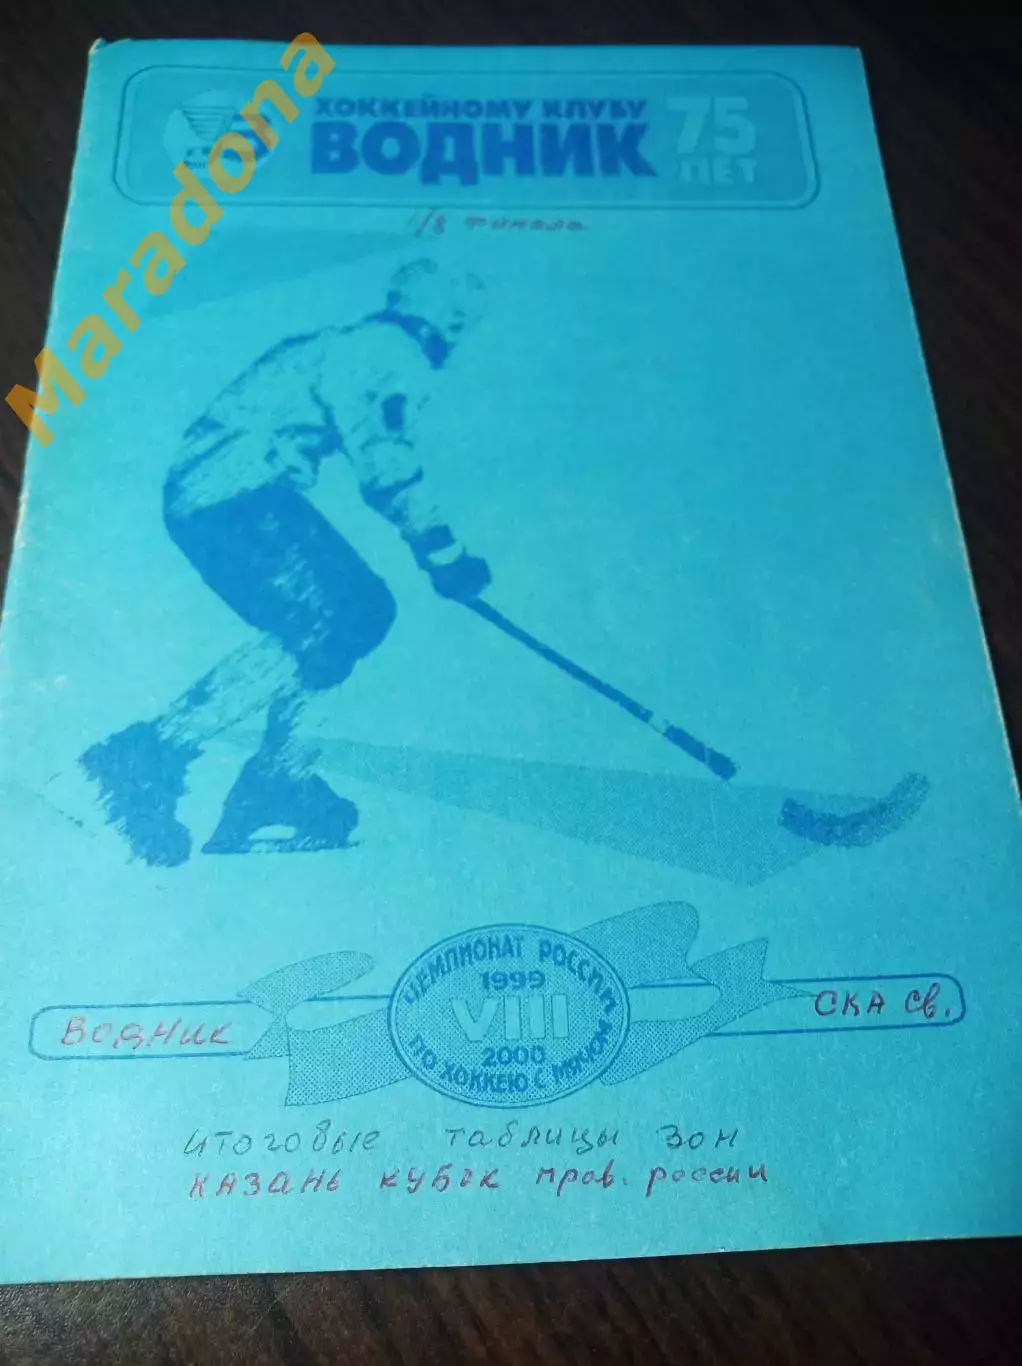 ХОККЕЙНОМУ КЛУБУ
ВОДНИК
75
ЛЕТ
1/8 финала
Maradona
ЧЕМПИОНАТ РОССИИ
1999
VIII
2000
ПО ХОККЕЮ С МЯЧОМ
Водник
СКА Св.
итоговые таблицы зон
казань кубок пров. россии